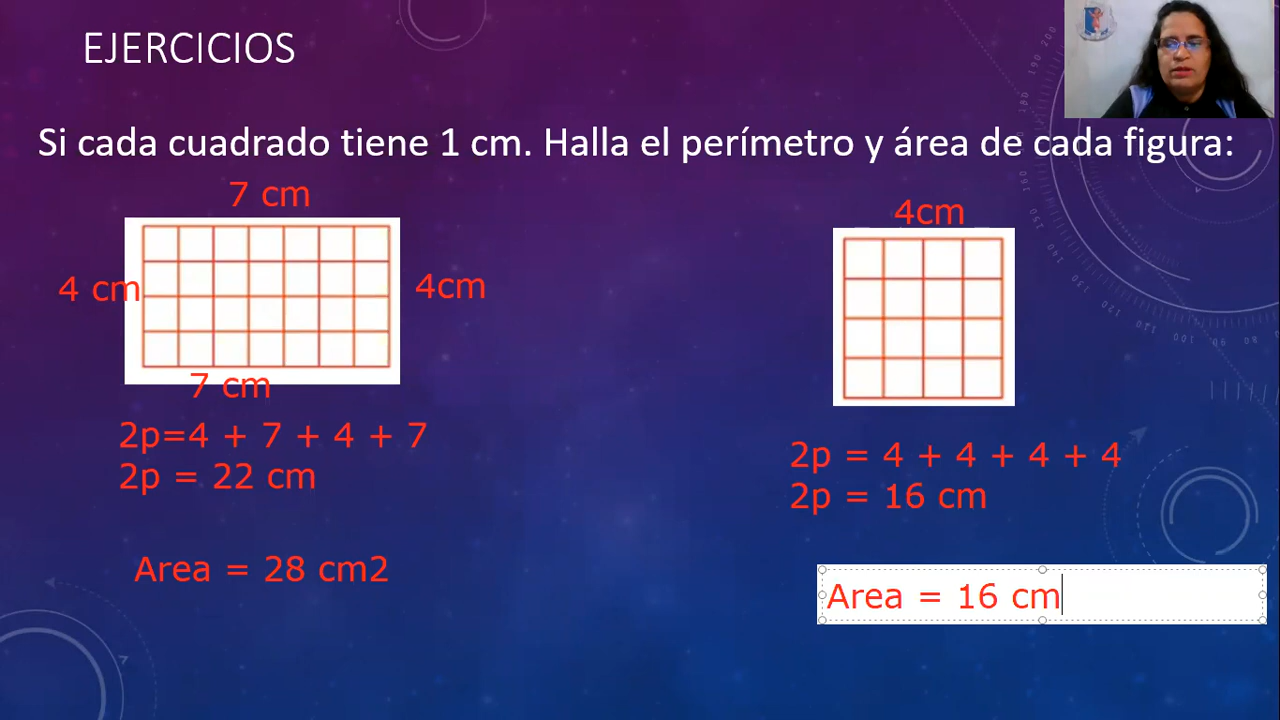 EJERCICIOS
Si cada cuadrado tiene 1 cm. Halla el perímetro y área de cada figura:
7 cm
4 cm
4cm
7 cm
2p=4 + 7 + 4 + 7
2p = 22 cm
Area = 28 cm2
4cm
2p = 4 + 4 + 4 + 4
2p = 16 cm
Area = 16 cm